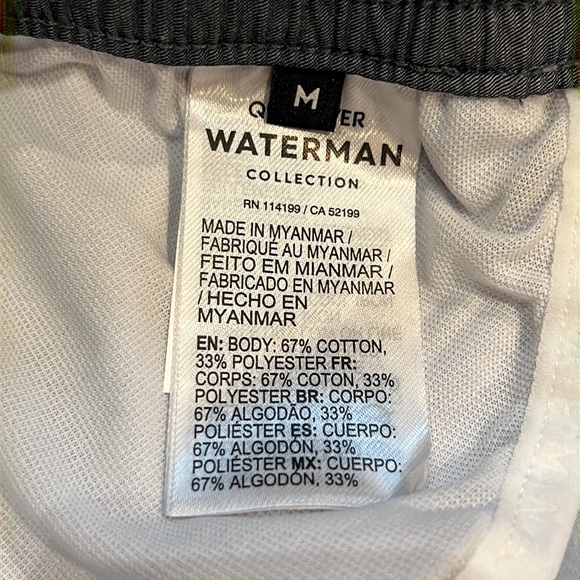 M
WATERMAN
COLLECTION
RN 114199 / CA 52199
MADE IN MYANMAR /
FABRIQUÉ AU MYANMAR /
FEITO EM MIANMAR /
FABRICADO EN MYANMAR
/ HECHO EN
MYANMAR
EN: BODY: 67% COTTON,
33% POLYESTER FR:
CORPS: 67% COTON, 33%
POLYESTER BR: CORPO:
67% ALGODÃO, 33%
POLIÉSTER ES: CUERPO:
67% ALGODÓN, 33%
POLIÉSTER MX: CUERPO:
67% ALGODÓN, 33%